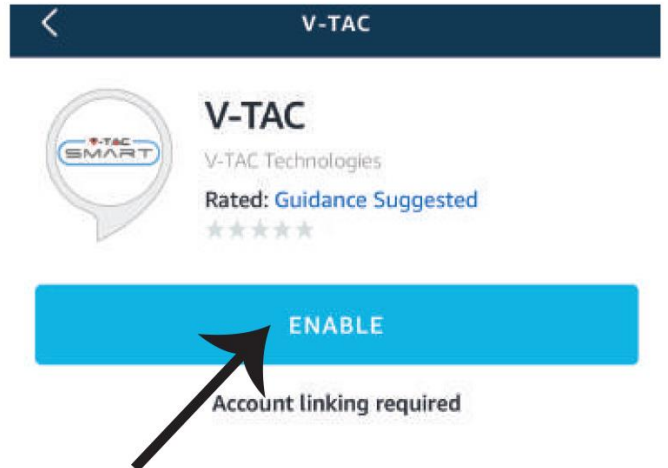 V-TAC
V-TAC
SMART
V-TAC
V-TAC Technologies
Rated: Guidance Suggested
ENABLE
Account linking required